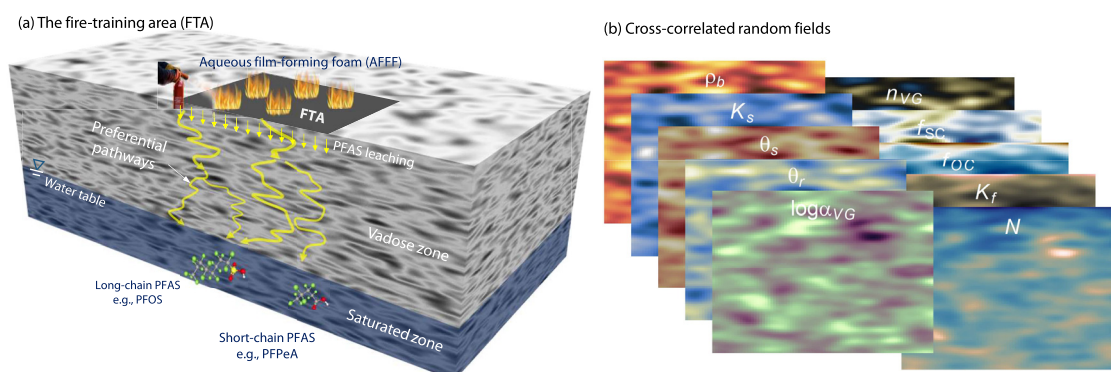 (a) The fire-training area (FTA)
Aqueous film-forming foam (AFFF)
FTA
PFAS leaching
Preferential
pathways
Water table
Vadose zone
Long-chain PFAS
e.g., PFOS
Saturated zone
Short-chain PFAS
e.g., PFPeA
(b) Cross-correlated random fields
ρb
nVG
Ks
fSC
θs
fOC
θr
Kf
logαVG
N